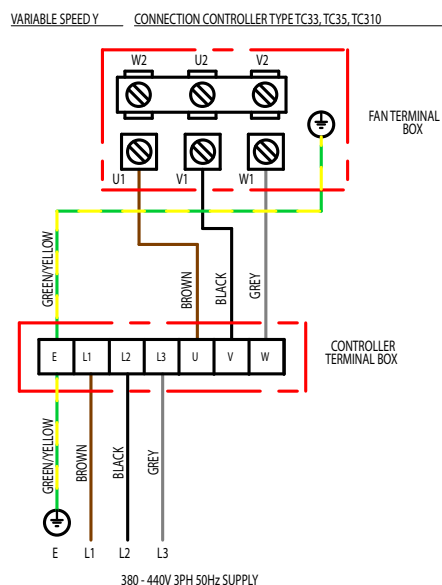 VARIABLE SPEED Y CONNECTION CONTROLLER TYPE TC33, TC35, TC310
W2 U2 V2
FAN TERMINAL
BOX
U1 V1 W1
GREEN/YELLOW
BROWN
BLACK
GREY
CONTROLLER
TERMINAL BOX
E L1 L2 L3 U V W
GREEN/YELLOW
BROWN
BLACK
GREY
E L1 L2 L3
380 - 440V 3PH 50Hz SUPPLY